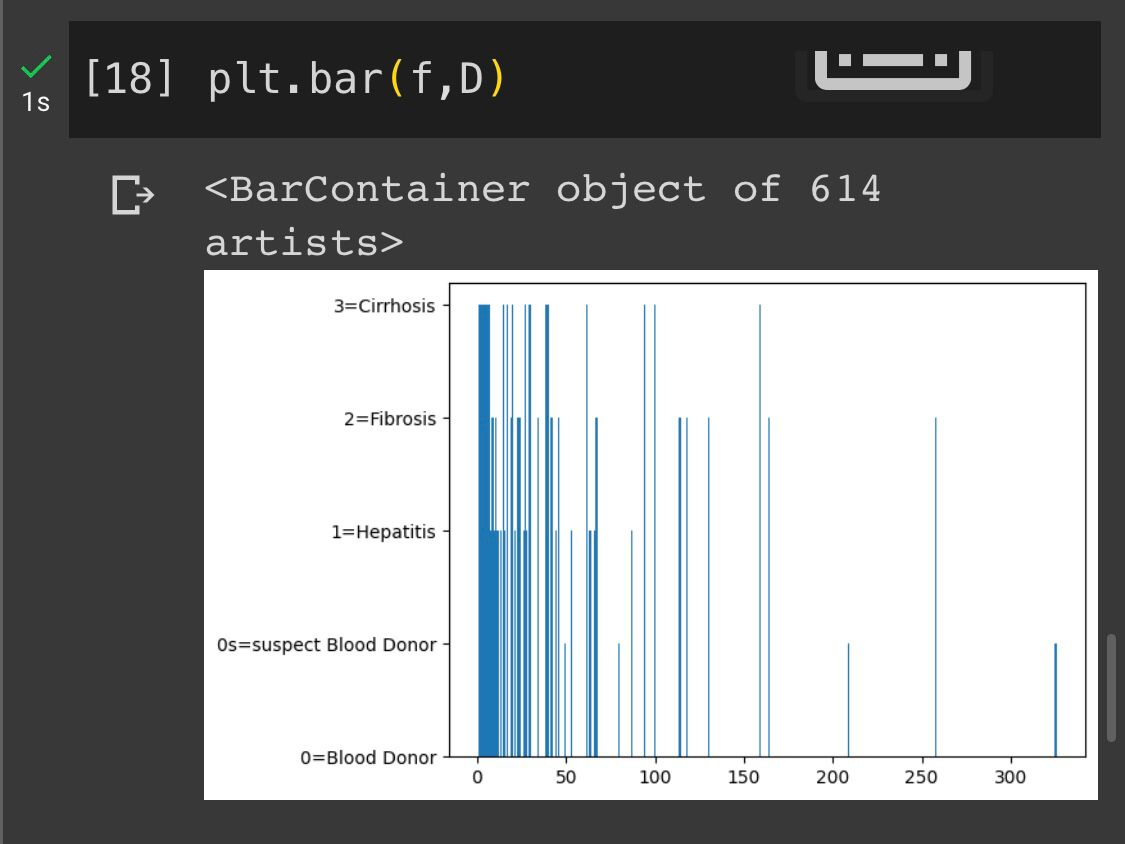 [18] plt.bar(f,D)
1s
<BarContainer object of 614
artists>
3=Cirrhosis
2=Fibrosis
1=Hepatitis
0s=suspect Blood Donor
0=Blood Donor
0 50 100 150 200 250 300